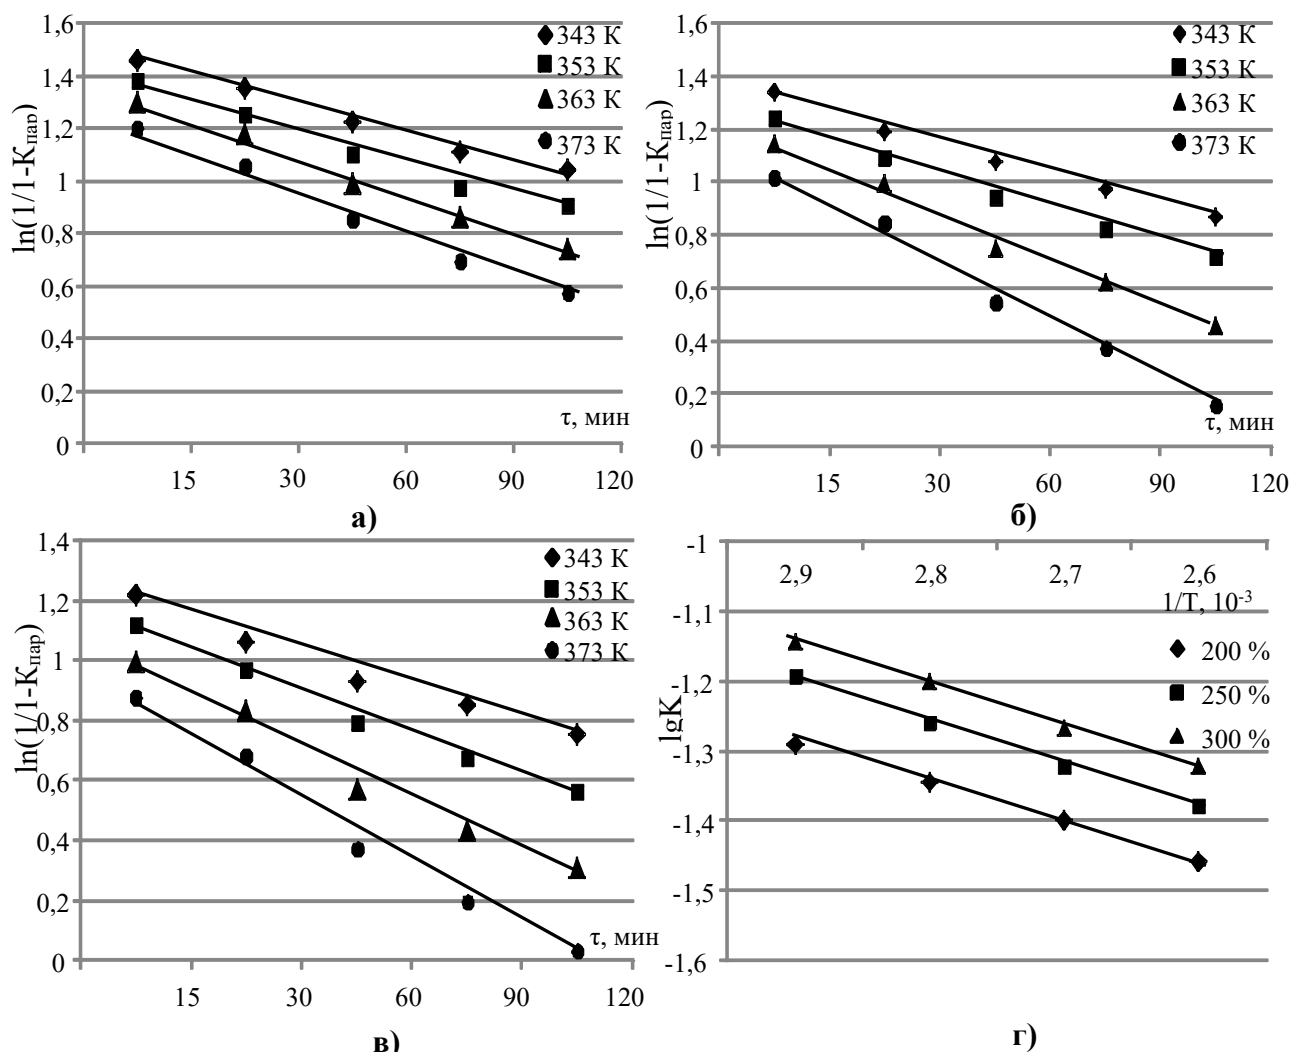 ln(1/1-Kпар)
1,6
1,4
1,2
1
0,8
0,6
0,4
0,2
0
343 К
353 К
363 К
373 К
τ, мин
15 30 60 90 120
а)
ln(1/1-Kпар)
1,6
1,4
1,2
1
0,8
0,6
0,4
0,2
0
343 К
353 К
363 К
373 К
τ, мин
15 30 60 90 120
б)
ln(1/1-Kпар)
1,4
1,2
1
0,8
0,6
0,4
0,2
0
343 К
353 К
363 К
373 К
τ, мин
15 30 60 90 120
в)
lgK
-1
-1,1
-1,2
-1,3
-1,4
-1,5
-1,6
2,9 2,8 2,7 2,6
1/T, 10-3
200 %
250 %
300 %
г)